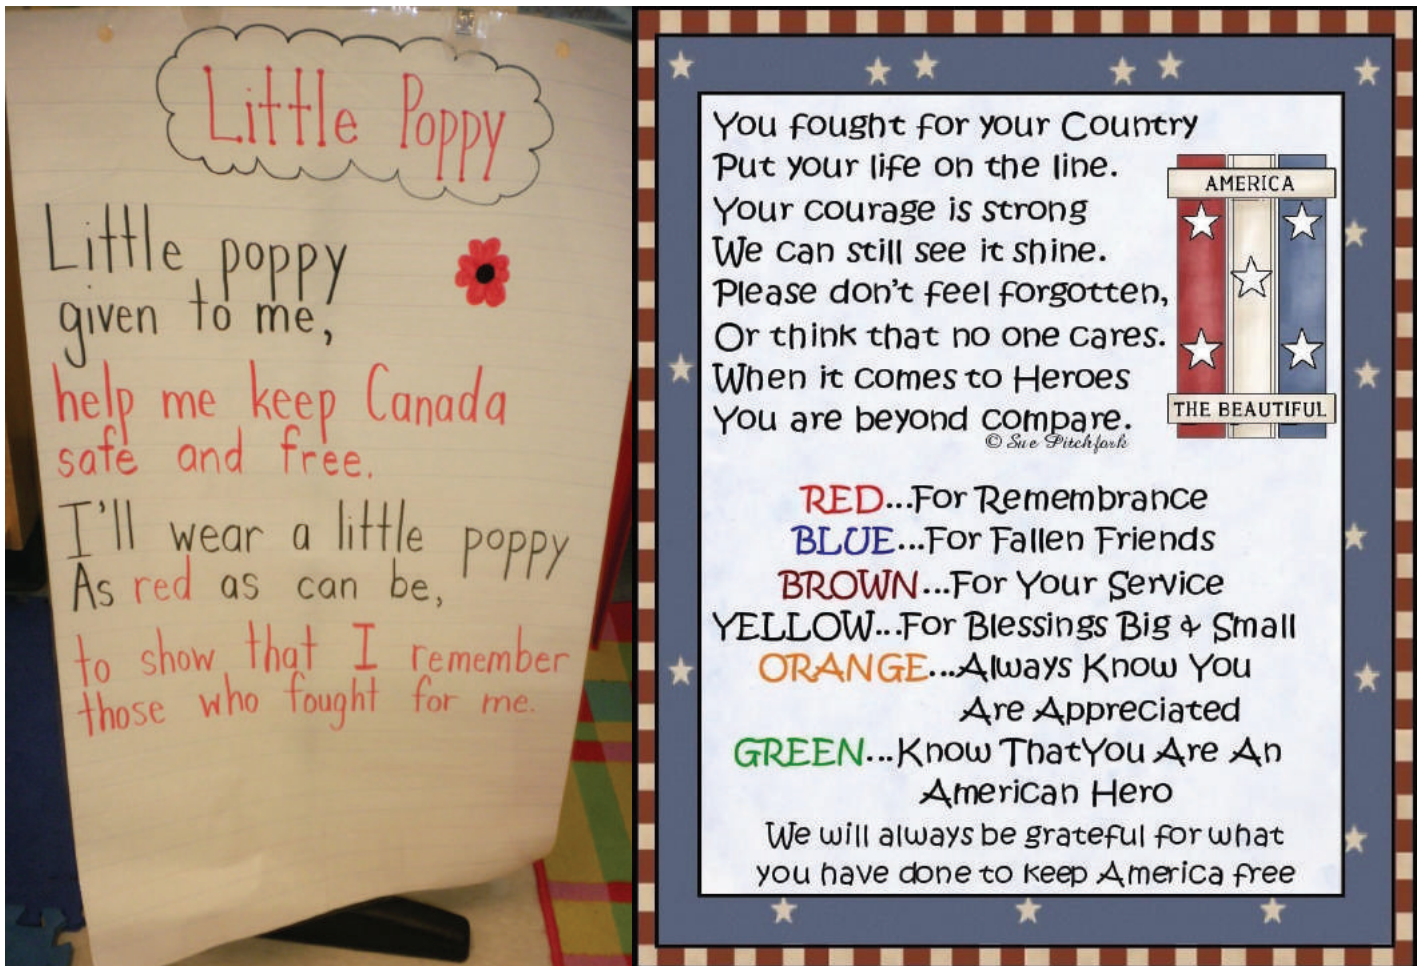 Little Poppy
Little poppy
given to me,
help me keep Canada
safe and free.
I'll wear a little poppy
As red as can be,
to show that I remember
those who fought for me.
You fought for your Country
Put your life on the line.
Your courage is strong
We can still see it shine.
Please don't feel forgotten,
Or think that no one cares.
When it comes to Heroes
You are beyond compare.
© Sue Pitchfork
AMERICA
THE BEAUTIFUL
RED...For Remembrance
BLUE...For Fallen Friends
BROWN...For Your Service
YELLOW...For Blessings Big & Small
ORANGE...Always Know You
Are Appreciated
GREEN...Know ThatYou Are An
American Hero
We will always be grateful for what
you have done to keep America free